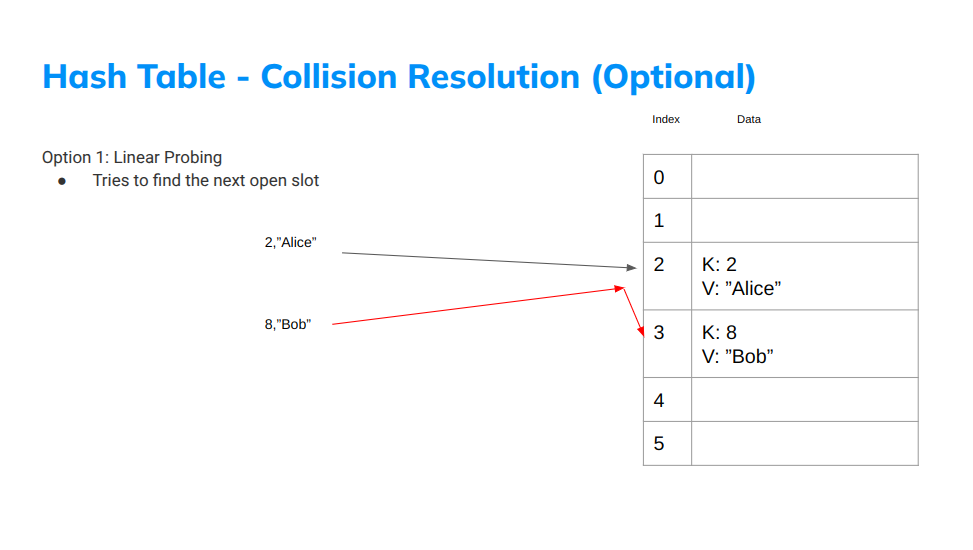 Hash Table - Collision Resolution (Optional)
Index Data
Option 1: Linear Probing
● Tries to find the next open slot
2,”Alice”
8,”Bob”
0
1
2 K: 2
V: ”Alice”
3 K: 8
V: ”Bob”
4
5